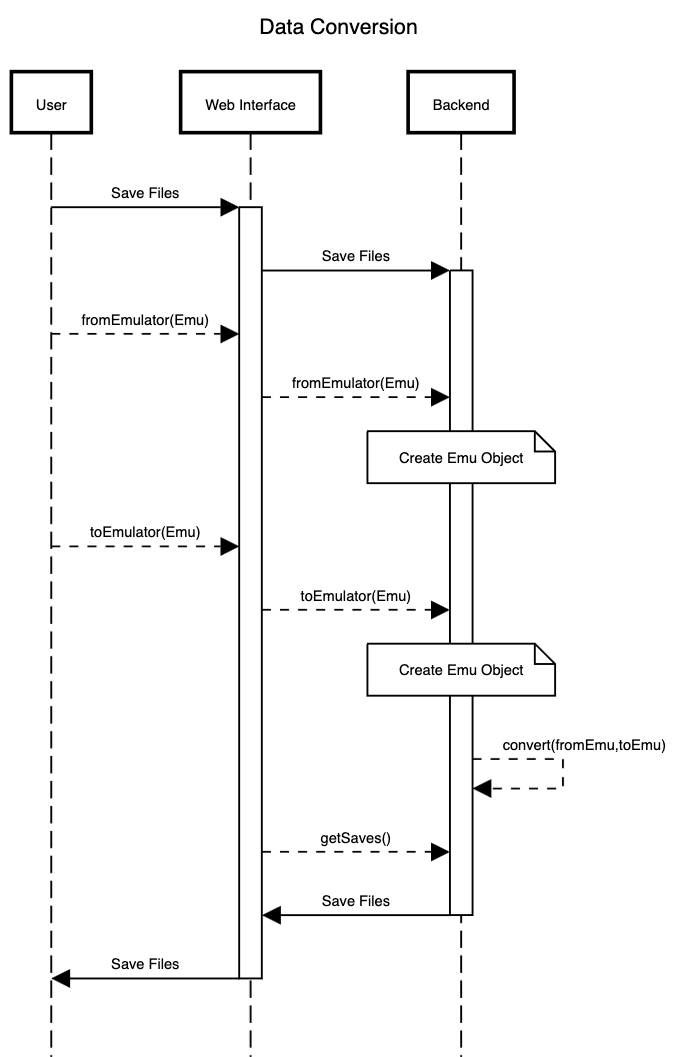 Data Conversion
User
Web Interface
Backend
Save Files
Save Files
fromEmulator(Emu)
fromEmulator(Emu)
Create Emu Object
toEmulator(Emu)
toEmulator(Emu)
Create Emu Object
convert(fromEmu,toEmu)
getSaves()
Save Files
Save Files